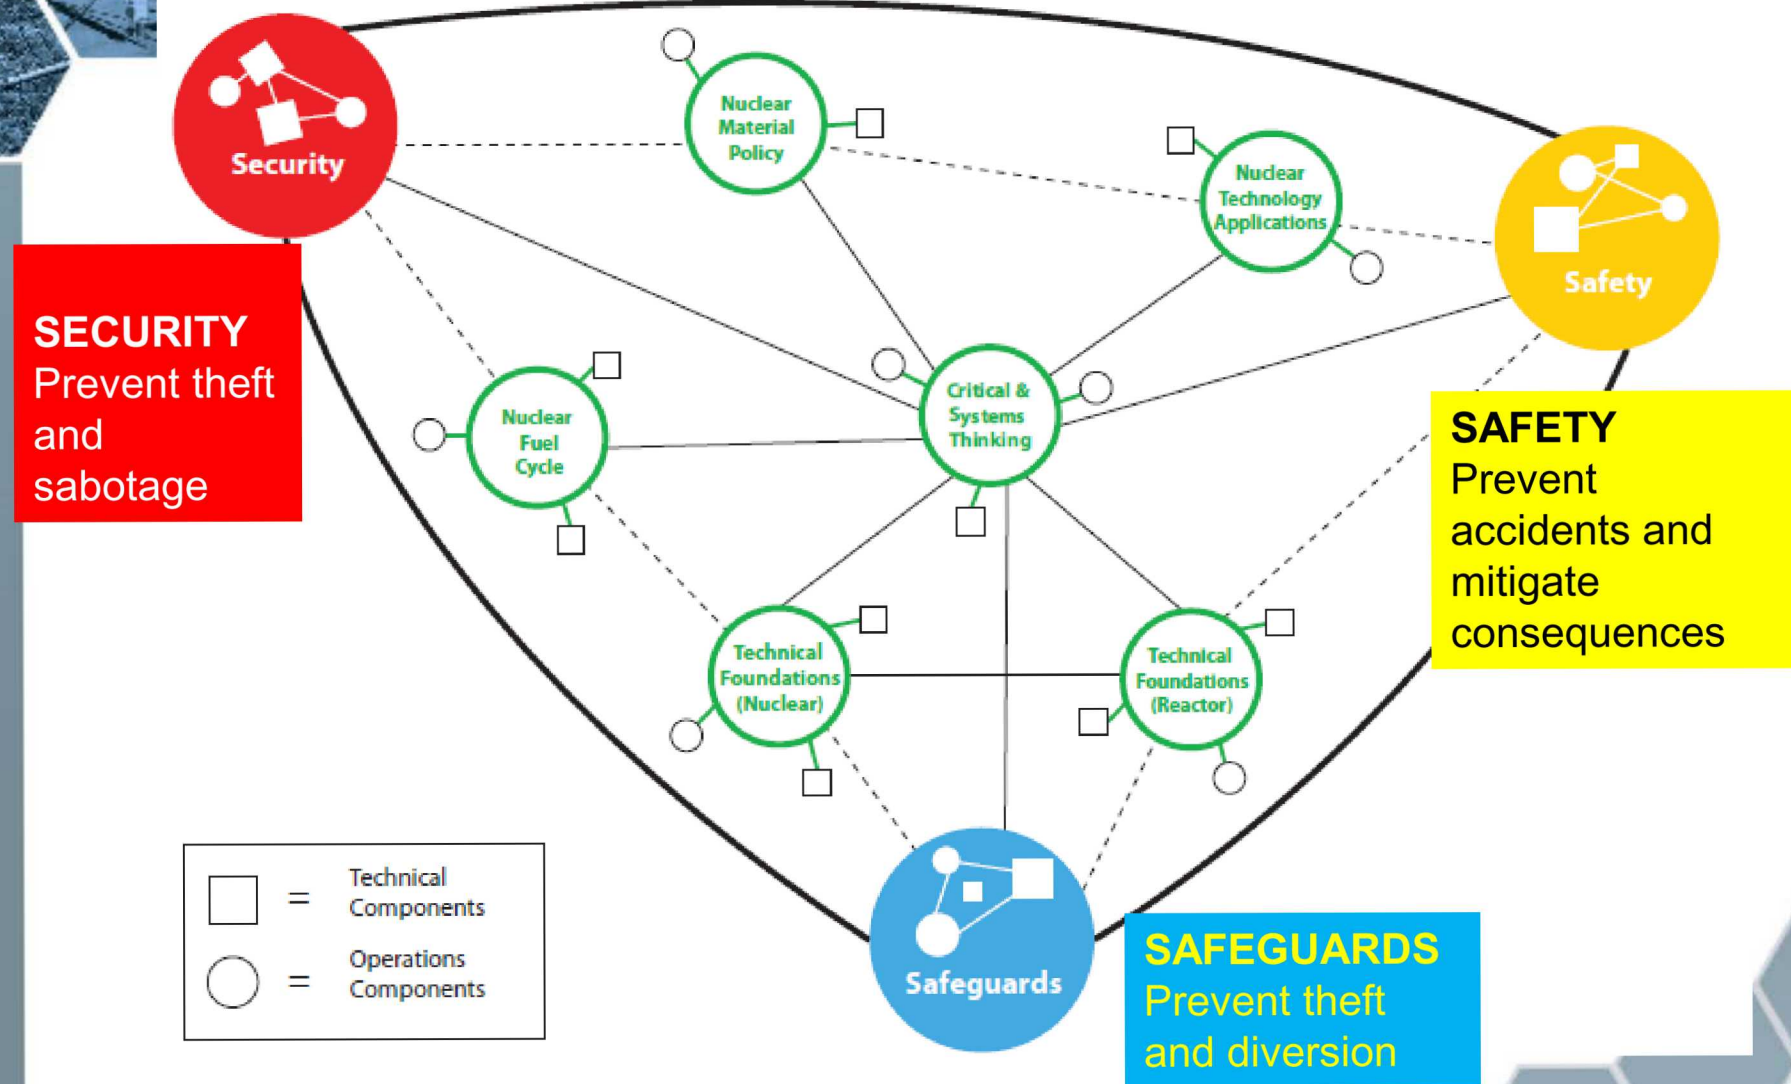 Security
Nuclear
Material
Policy
Nuclear
Technology
Applications
Safety
SECURITY
Prevent theft
and
sabotage
Nuclear
Fuel
Cycle
Critical &
Systems
Thinking
SAFETY
Prevent
accidents and
mitigate
consequences
Technical
Foundations
(Nuclear)
Technical
Foundations
(Reactor)
□ = Technical
Components
○ = Operations
Components
Safeguards
SAFEGUARDS
Prevent theft
and diversion